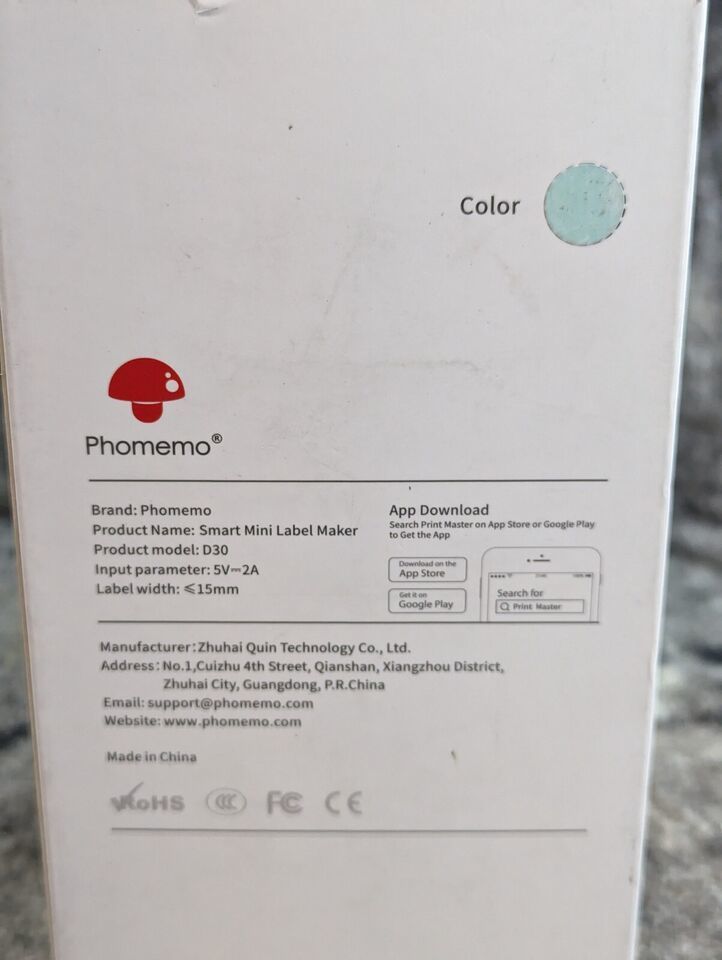 Color
Phomemo®
Brand: Phomemo
Product Name: Smart Mini Label Maker
Product model: D30
Input parameter: 5V⎓2A
Label width: ≤15mm
App Download
Search Print Master on App Store or Google Play
to Get the App
Download on the
App Store
Get it on
Google Play
Search for
Print Master
Manufacturer: Zhuhai Quin Technology Co., Ltd.
Address: No.1,Cuizhu 4th Street, Qianshan, Xiangzhou District,
Zhuhai City, Guangdong, P.R.China
Email: support@phomemo.com
Website: www.phomemo.com
Made in China
RoHS CCC FC CE